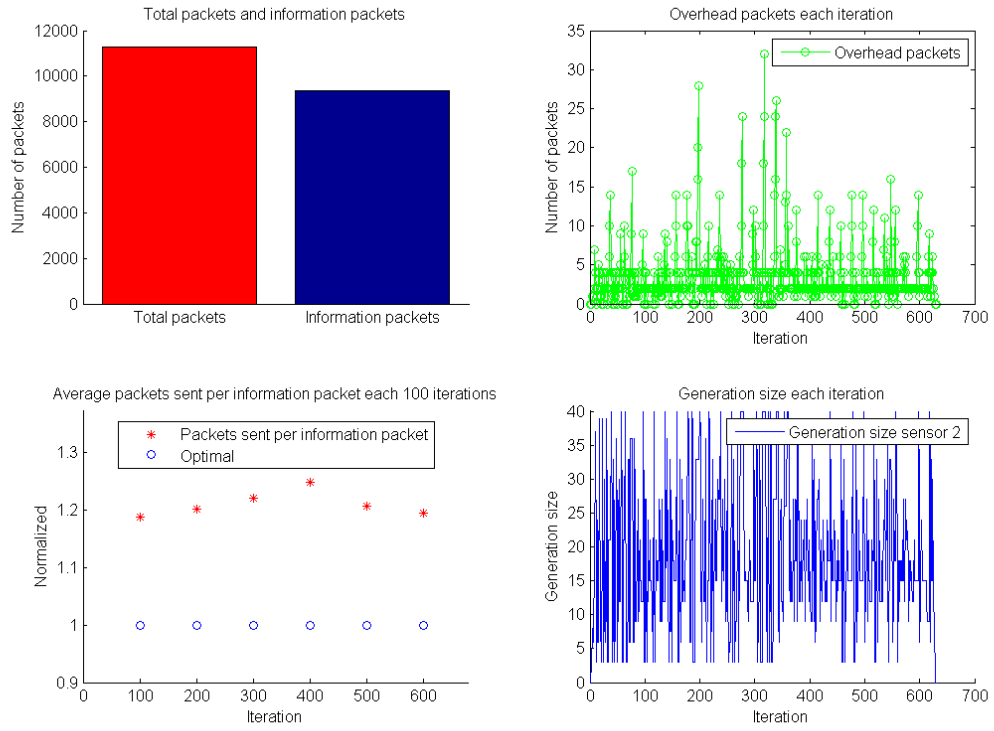 Total packets and information packets
Number of packets
12000
10000
8000
6000
4000
2000
0
Total packets
Information packets
Overhead packets each iteration
Number of packets
35
30
25
20
15
10
5
0
Overhead packets
0 100 200 300 400 500 600 700
Iteration
Average packets sent per information packet each 100 iterations
Normalized
1.3
1.2
1.1
1
0.9
Packets sent per information packet
Optimal
0 100 200 300 400 500 600
Iteration
Generation size each iteration
Generation size
40
35
30
25
20
15
10
5
0
Generation size sensor 2
0 100 200 300 400 500 600 700
Iteration